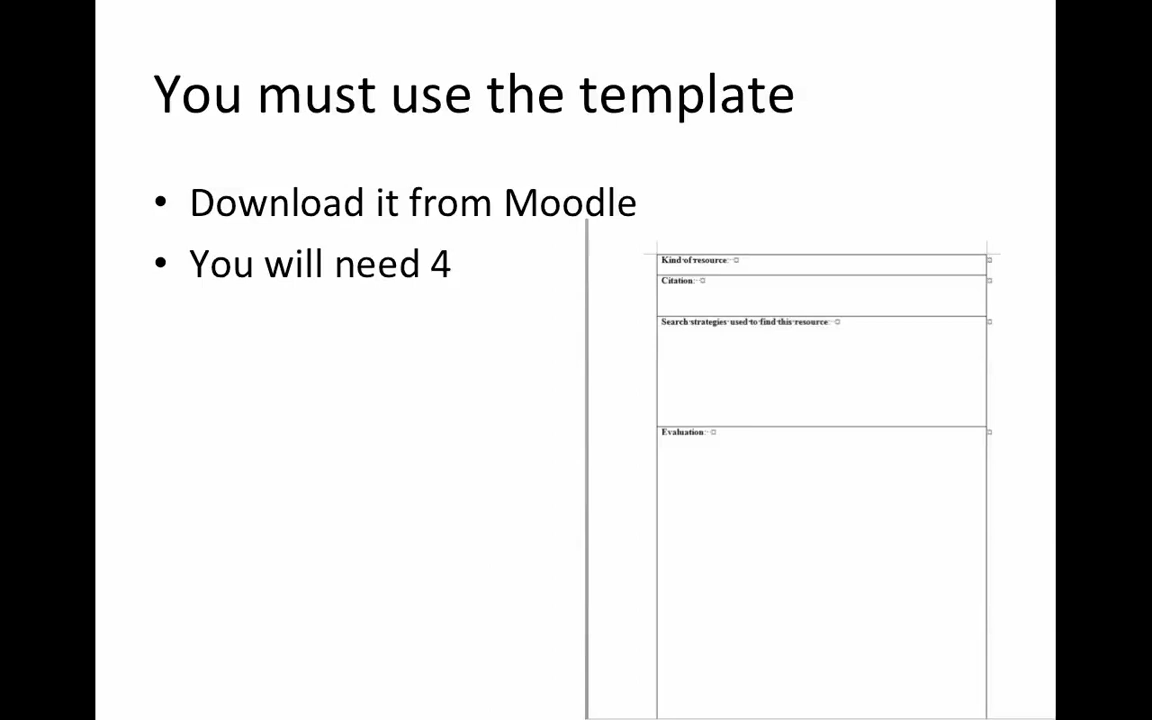 You must use the template
• Download it from Moodle
• You will need 4
Kind of resource:
Citation:
Search strategies used to find this resource:
Evaluation: